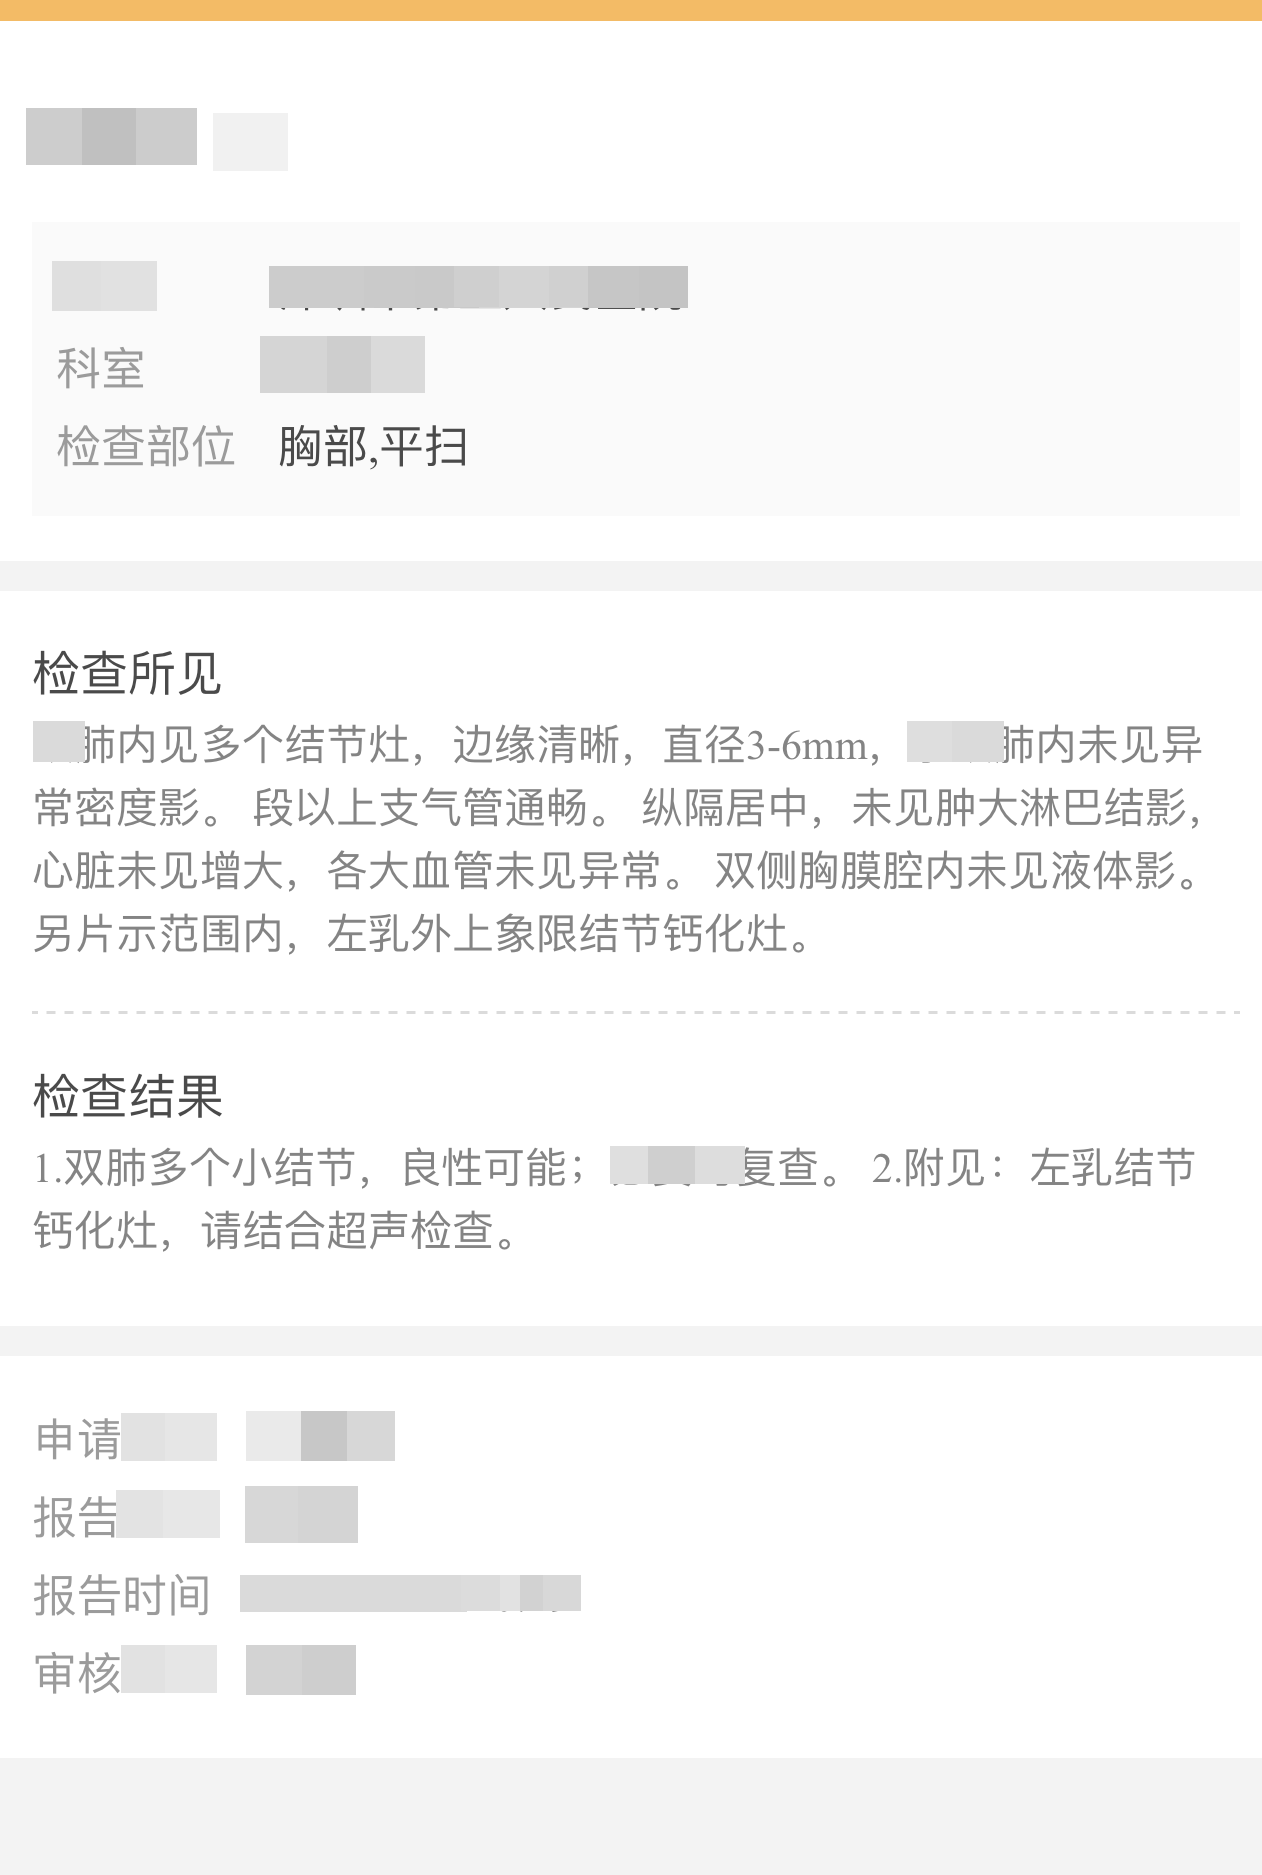 科室
检查部位 胸部,平扫
检查所见
肺内见多个结节灶，边缘清晰，直径3-6mm，肺内未见异
常密度影。 段以上支气管通畅。 纵隔居中，未见肿大淋巴结影，
心脏未见增大，各大血管未见异常。 双侧胸膜腔内未见液体影。
另片示范围内，左乳外上象限结节钙化灶。
检查结果
1.双肺多个小结节，良性可能；复查。 2.附见：左乳结节
钙化灶，请结合超声检查。
申请
报告
报告时间
审核